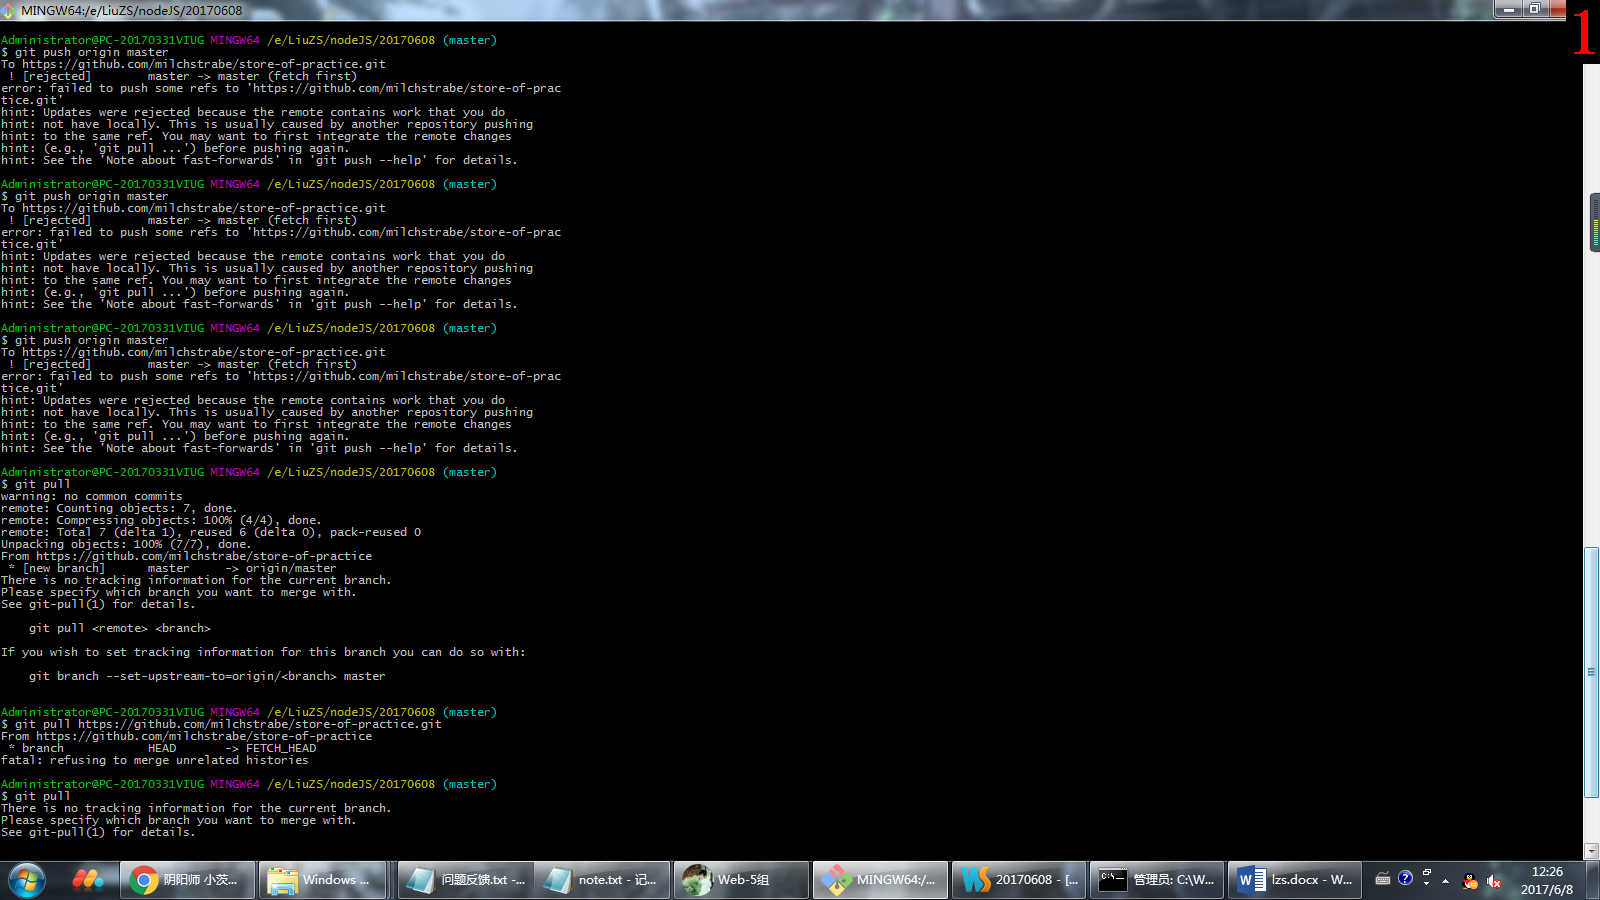 MINGW64:/e/LiuZS/nodeJS/20170608
1
Administrator@PC-20170331VIUG MINGW64 /e/LiuZS/nodeJS/20170608 (master)
$ git push origin master
To https://github.com/milchstrabe/store-of-practice.git
 ! [rejected]        master -> master (fetch first)
error: failed to push some refs to 'https://github.com/milchstrabe/store-of-prac
tice.git'
hint: Updates were rejected because the remote contains work that you do
hint: not have locally. This is usually caused by another repository pushing
hint: to the same ref. You may want to first integrate the remote changes
hint: (e.g., 'git pull ...') before pushing again.
hint: See the 'Note about fast-forwards' in 'git push --help' for details.
Administrator@PC-20170331VIUG MINGW64 /e/LiuZS/nodeJS/20170608 (master)
$ git push origin master
To https://github.com/milchstrabe/store-of-practice.git
 ! [rejected]        master -> master (fetch first)
error: failed to push some refs to 'https://github.com/milchstrabe/store-of-prac
tice.git'
hint: Updates were rejected because the remote contains work that you do
hint: not have locally. This is usually caused by another repository pushing
hint: to the same ref. You may want to first integrate the remote changes
hint: (e.g., 'git pull ...') before pushing again.
hint: See the 'Note about fast-forwards' in 'git push --help' for details.
Administrator@PC-20170331VIUG MINGW64 /e/LiuZS/nodeJS/20170608 (master)
$ git push origin master
To https://github.com/milchstrabe/store-of-practice.git
 ! [rejected]        master -> master (fetch first)
error: failed to push some refs to 'https://github.com/milchstrabe/store-of-prac
tice.git'
hint: Updates were rejected because the remote contains work that you do
hint: not have locally. This is usually caused by another repository pushing
hint: to the same ref. You may want to first integrate the remote changes
hint: (e.g., 'git pull ...') before pushing again.
hint: See the 'Note about fast-forwards' in 'git push --help' for details.
Administrator@PC-20170331VIUG MINGW64 /e/LiuZS/nodeJS/20170608 (master)
$ git pull
warning: no common commits
remote: Counting objects: 7, done.
remote: Compressing objects: 100% (4/4), done.
remote: Total 7 (delta 1), reused 6 (delta 0), pack-reused 0
Unpacking objects: 100% (7/7), done.
From https://github.com/milchstrabe/store-of-practice
 * [new branch]      master     -> origin/master
There is no tracking information for the current branch.
Please specify which branch you want to merge with.
See git-pull(1) for details.
    git pull <remote> <branch>
If you wish to set tracking information for this branch you can do so with:
    git branch --set-upstream-to=origin/<branch> master
Administrator@PC-20170331VIUG MINGW64 /e/LiuZS/nodeJS/20170608 (master)
$ git pull https://github.com/milchstrabe/store-of-practice.git
From https://github.com/milchstrabe/store-of-practice
 * branch            HEAD       -> FETCH_HEAD
fatal: refusing to merge unrelated histories
Administrator@PC-20170331VIUG MINGW64 /e/LiuZS/nodeJS/20170608 (master)
$ git pull
There is no tracking information for the current branch.
Please specify which branch you want to merge with.
See git-pull(1) for details.
阴阳师 小茨... Windows ... 问题反馈.txt -... note.txt - 记... Web-5组 MINGW64:/... 20170608 - [... 管理员: C:\W... lzs.docx - W... 12:26
2017/6/8